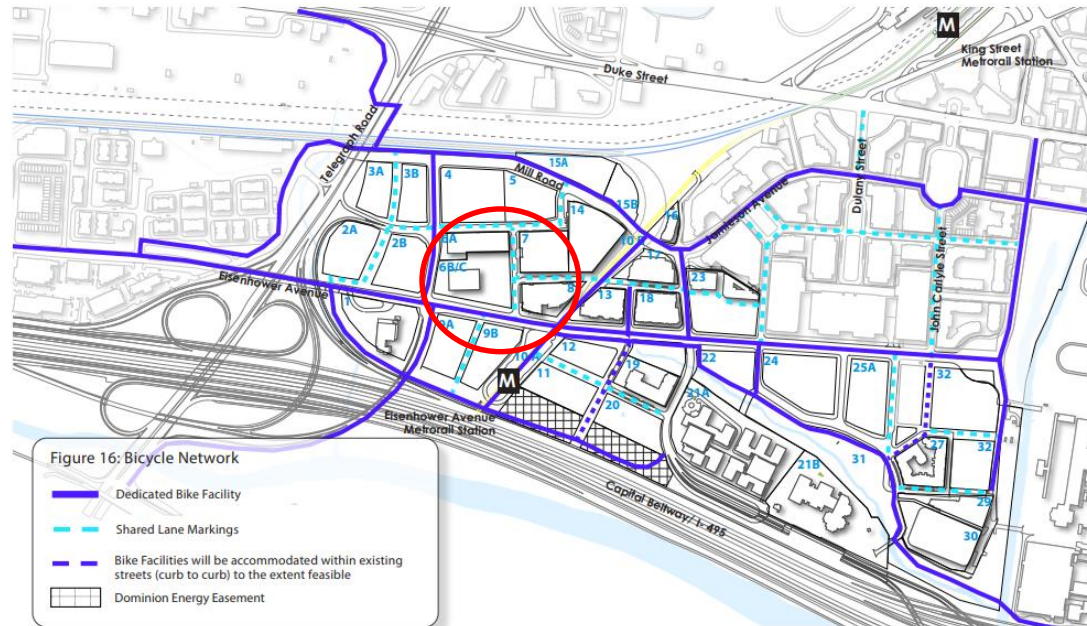 M
King Street
Metrorail Station
Duke Street
Telegraph Road
Dulany Street
15A
3A
3B
4
5
Mill Road
14
15B
16
Jamieson Avenue
2A
2B
6A
7
10
17
6B/C
8
13
18
23
John Carlyle Street
Eisenhower Avenue
1
9A
9B
10
12
11
M
19
22
24
25A
32
Eisenhower Avenue
Metrorail Station
20
21A
21B
31
27
32
29
30
Capital Beltway/ I- 495
Figure 16: Bicycle Network
Dedicated Bike Facility
Shared Lane Markings
Bike Facilities will be accommodated within existing
streets (curb to curb) to the extent feasible
Dominion Energy Easement